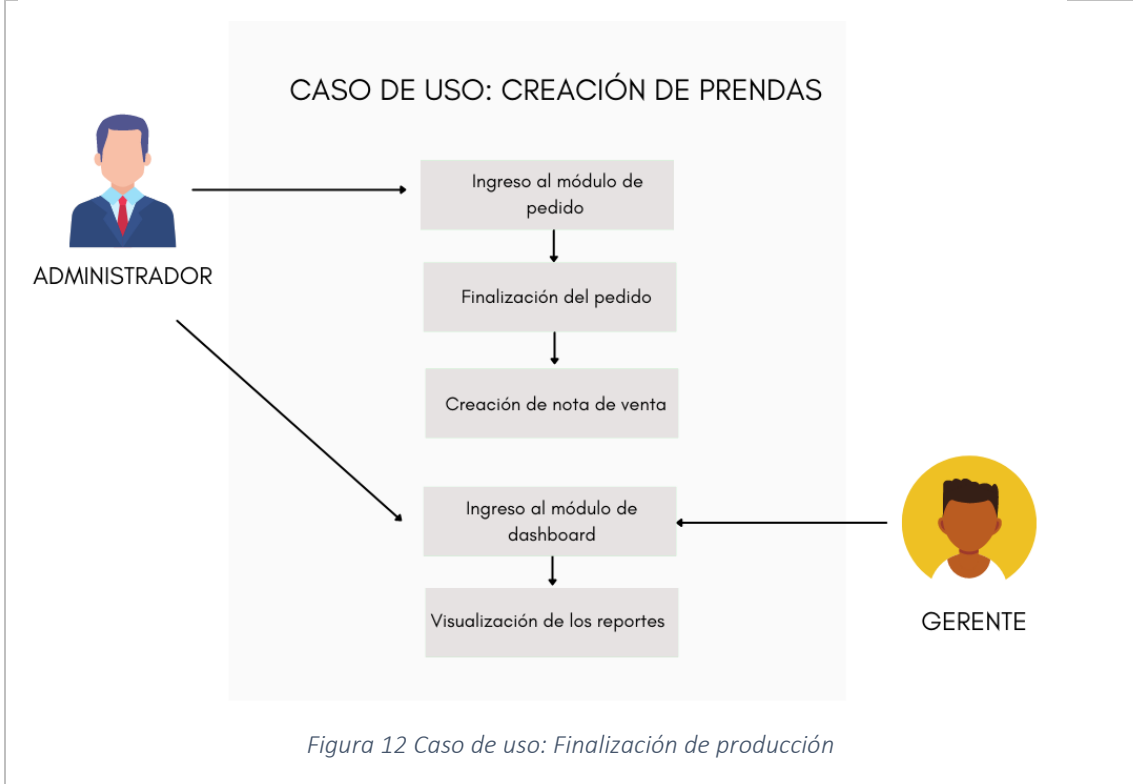 CASO DE USO: CREACIÓN DE PRENDAS
ADMINISTRADOR
Ingreso al módulo de
pedido
Finalización del pedido
Creación de nota de venta
Ingreso al módulo de
dashboard
Visualización de los reportes
GERENTE
Figura 12 Caso de uso: Finalización de producción